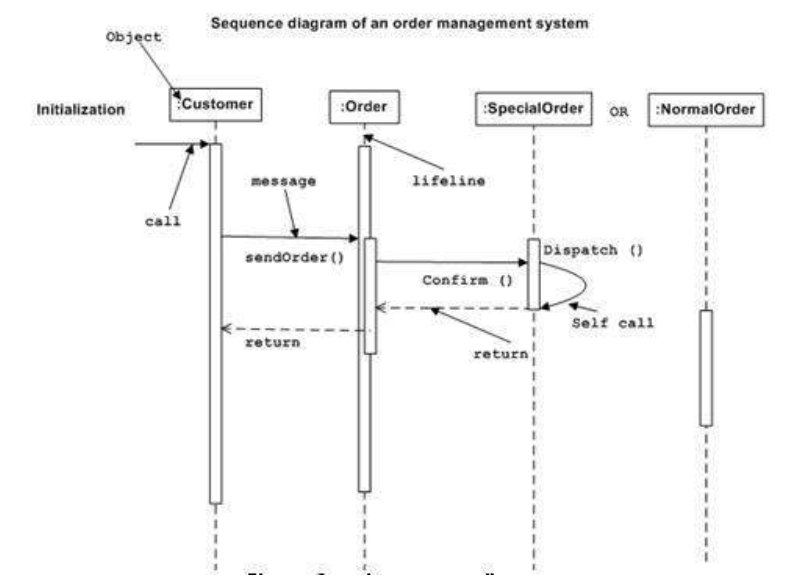 Sequence diagram of an order management system
Object
Initialization
:Customer
:Order
:SpecialOrder
OR
:NormalOrder
call
message
lifeline
sendOrder()
Dispatch ()
Confirm ()
Self call
return
return